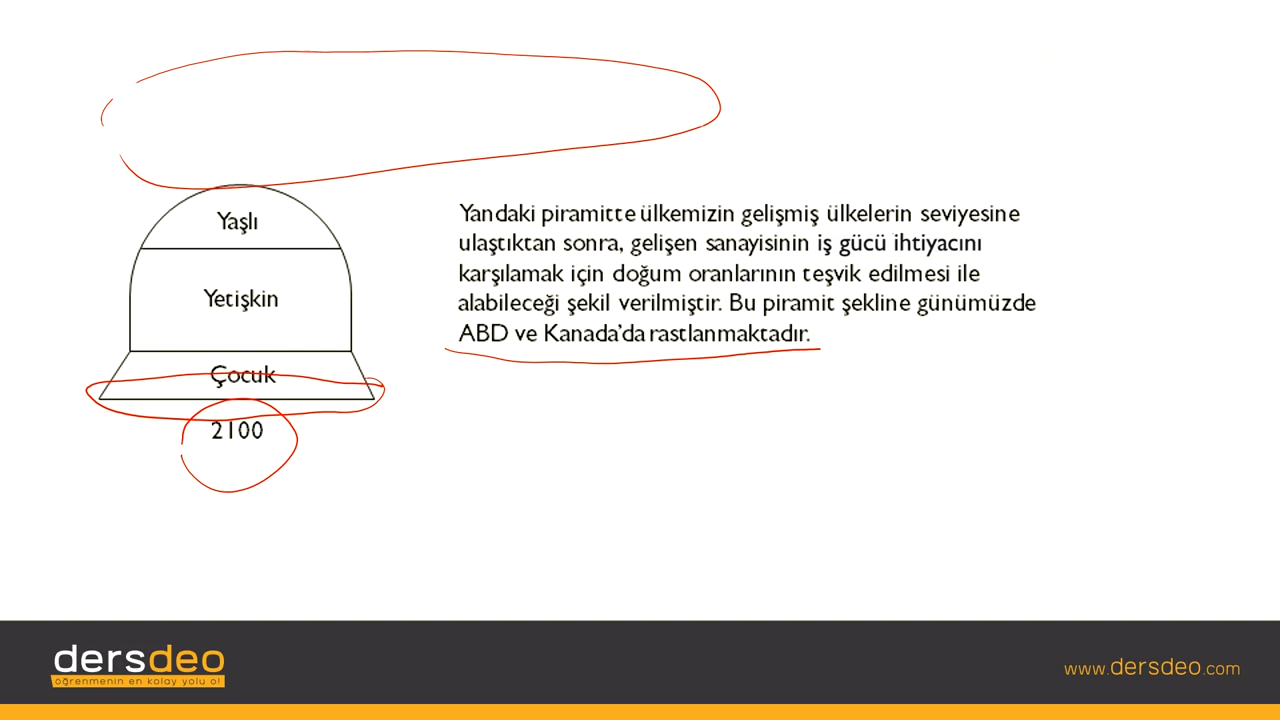 Yaşlı
Yetişkin
Çocuk
2100
Yandaki piramitte ülkemizin gelişmiş ülkelerin seviyesine
ulaştıktan sonra, gelişen sanayisinin iş gücü ihtiyacını
karşılamak için doğum oranlarının teşvik edilmesi ile
alabileceği şekil verilmiştir. Bu piramit şekline günümüzde
ABD ve Kanada'da rastlanmaktadır.
dersdeo
öğrenmenin en kolay yolu o!
www.dersdeo.com